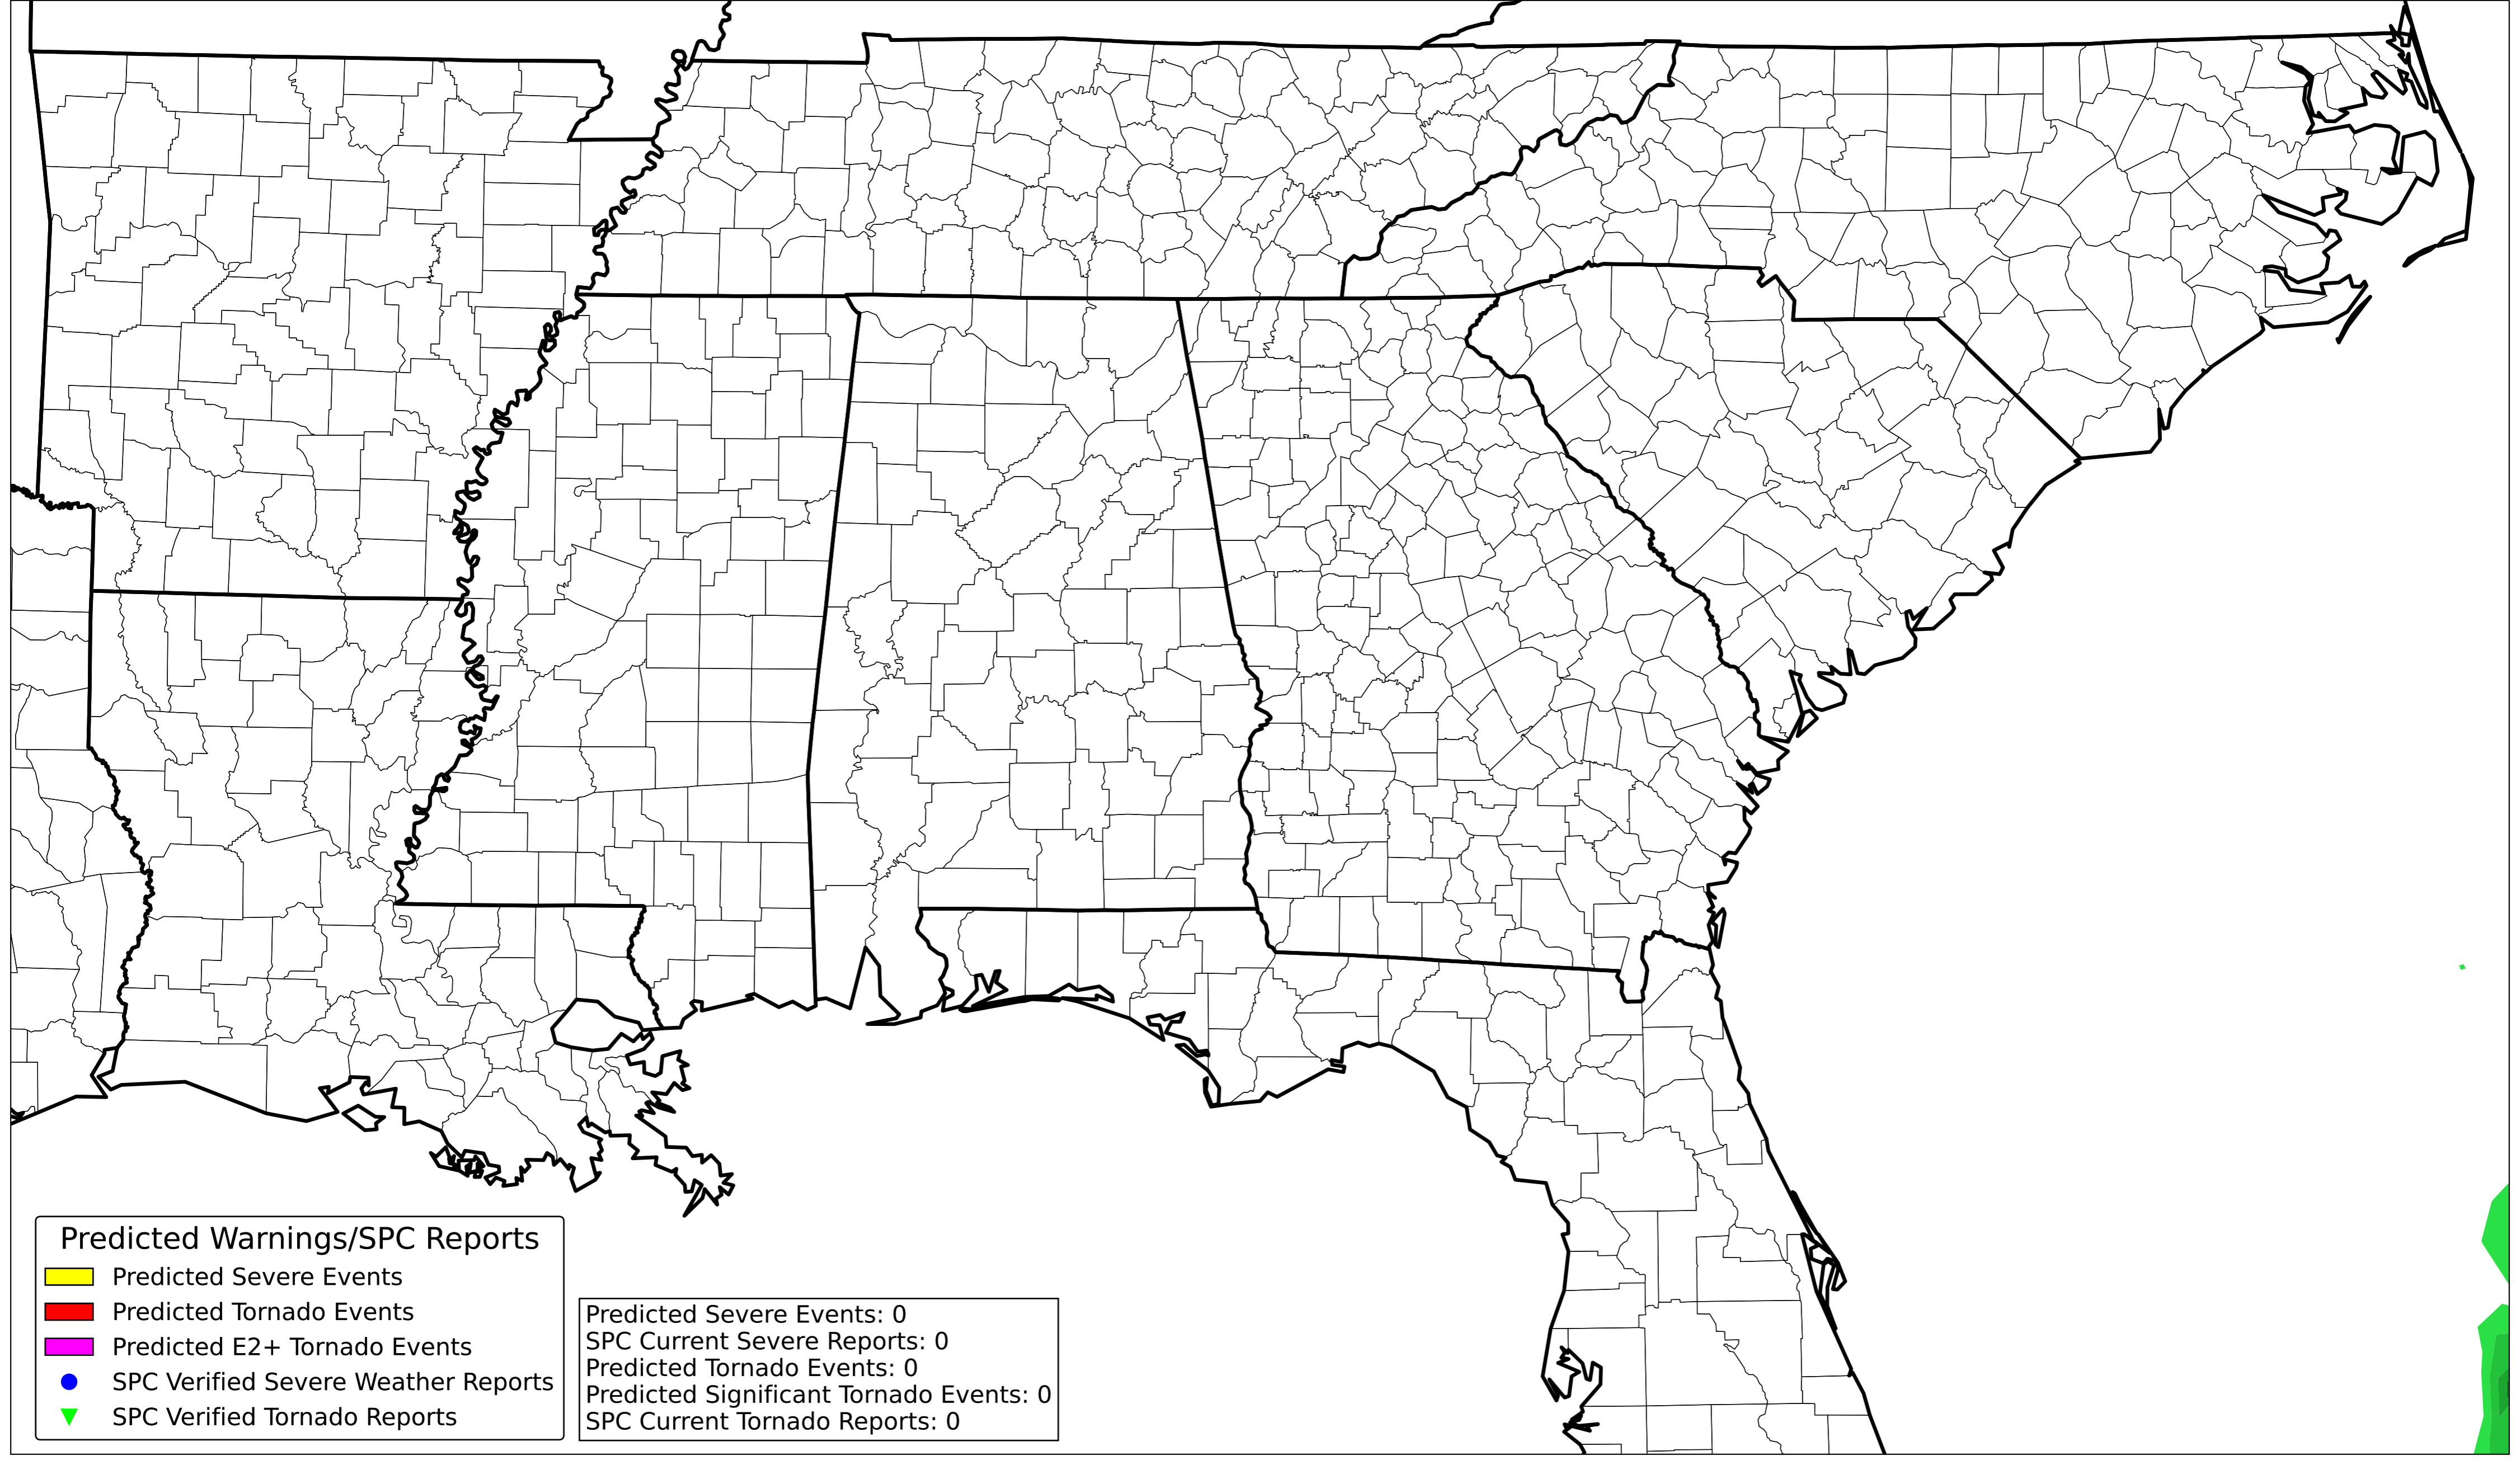 Predicted Warnings/SPC Reports
Predicted Severe Events
Predicted Tornado Events
Predicted E2+ Tornado Events
SPC Verified Severe Weather Reports
SPC Verified Tornado Reports
Predicted Severe Events: 0
SPC Current Severe Reports: 0
Predicted Tornado Events: 0
Predicted Significant Tornado Events: 0
SPC Current Tornado Reports: 0